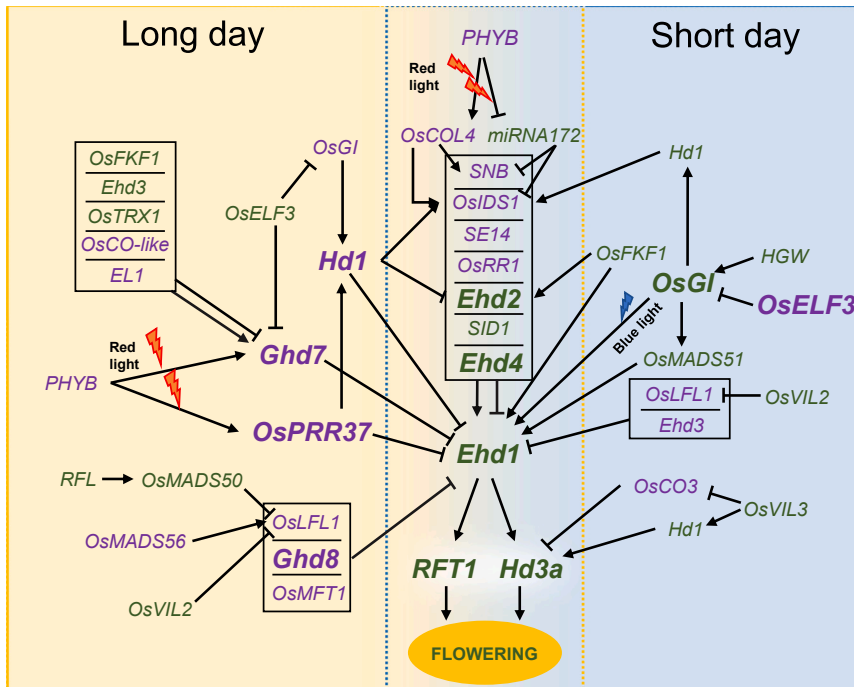 Long day
Short day
PHYB
Red
light
OsCOL4
miRNA172
OsGI
OsFKF1
Ehd3
OsTRX1
OsCO-like
EL1
OsELF3
Hd1
SNB
OsIDS1
SE14
OsRR1
Ehd2
SID1
Ehd4
Hd1
OsFKF1
HGW
OsGI
OsELF3
Blue light
OsMADS51
Red
light
PHYB
Ghd7
OsPRR37
OsLFL1
Ehd3
OsVIL2
Ehd1
RFL
OsMADS50
OsMADS56
OsVIL2
OsLFL1
Ghd8
OsMFT1
OsCO3
OsVIL3
Hd1
RFT1
Hd3a
FLOWERING